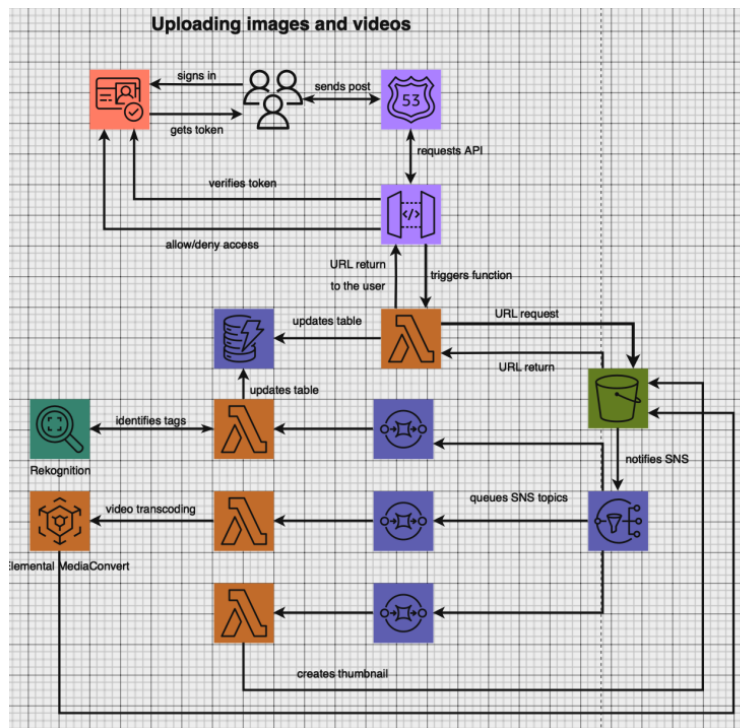 Uploading images and videos
signs in
sends post
53
gets token
requests API
verifies token
allow/deny access
URL return
to the user
triggers function
URL request
updates table
URL return
updates table
identifies tags
Rekognition
notifies SNS
queues SNS topics
video transcoding
Elemental MediaConvert
creates thumbnail